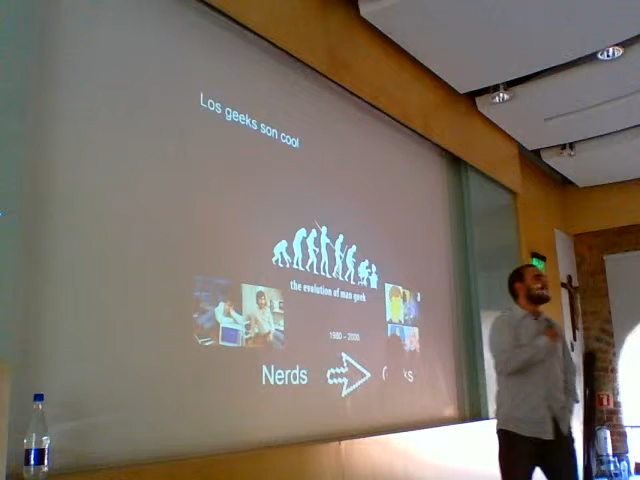 Los geeks son cool
the evolution of man geek
1980 – 2000
Nerds